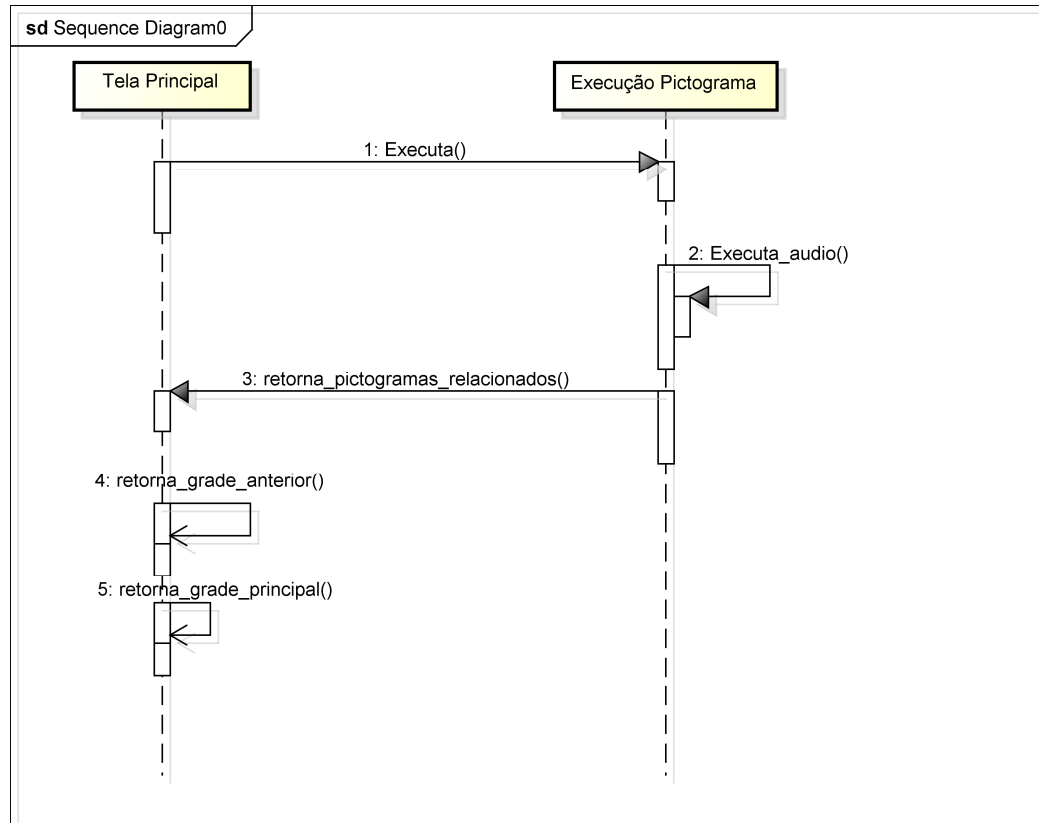 sd Sequence Diagram0
Tela Principal
Execução Pictograma
1: Executa()
2: Executa_audio()
3: retorna_pictogramas_relacionados()
4: retorna_grade_anterior()
5: retorna_grade_principal()